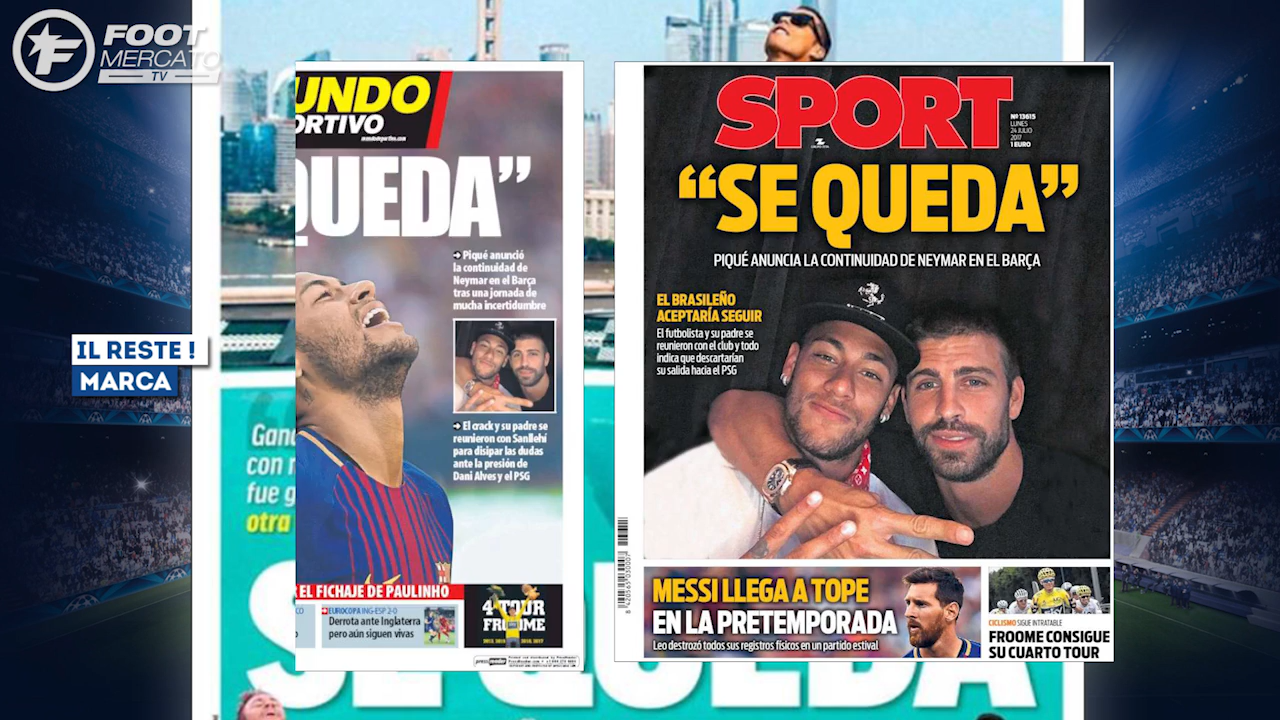 FOOT
MERCATO
TV
IL RESTE !
MARCA
UNDO
ORTIVO
mundodeportivo.com
QUEDA”
Piqué anunció
la continuidad de
Neymar en el Barça
tras una jornada de
mucha incertidumbre
El crack y su padre se
reunieron con Sanllehí
para disipar las dudas
ante la presión de
Dani Alves y el PSG
R EL FICHAJE DE PAULINHO
EUROCOPA ING-ESP 2-0
Derrota ante Inglaterra
pero aún siguen vivas
4º TOUR
FROOME
SPORT
Nº 13615
LUNES
24 JULIO
2017
1 EURO
“SE QUEDA”
PIQUÉ ANUNCIA LA CONTINUIDAD DE NEYMAR EN EL BARÇA
EL BRASILEÑO
ACEPTARÍA SEGUIR
El futbolista y su padre se
reunieron con el club y todo
indica que descartarían
su salida hacia el PSG
MESSI LLEGA A TOPE
EN LA PRETEMPORADA
Leo destrozó todos sus registros físicos en un partido estival
CICLISMO SIGUE INTRATABLE
FROOME CONSIGUE
SU CUARTO TOUR
Gan
con
fue g
otra
SE QUEDA